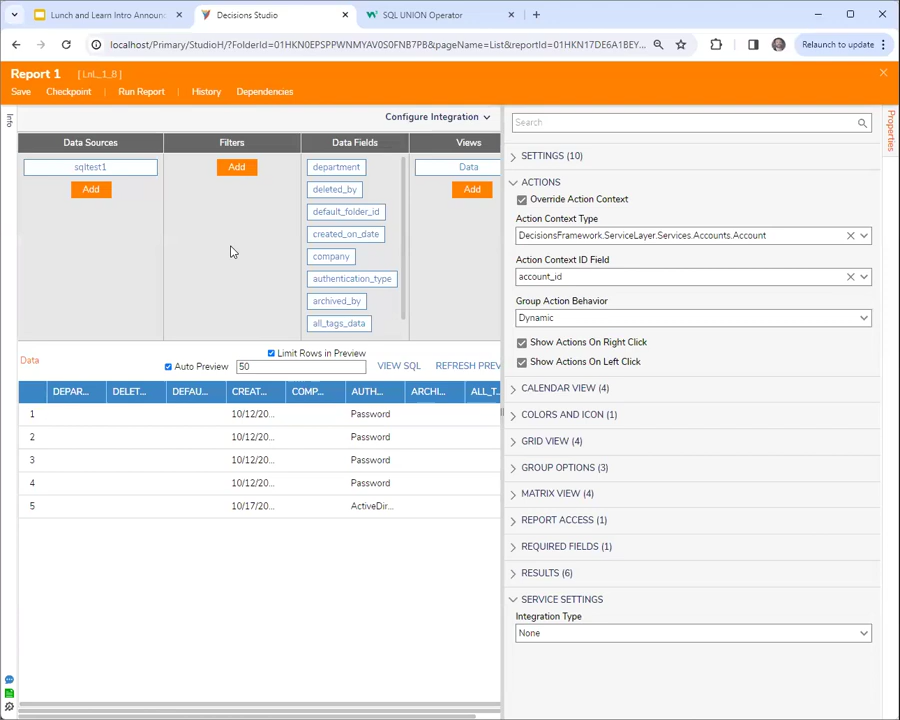 Lunch and Learn Intro Announc
Decisions Studio
SQL UNION Operator
localhost/Primary/StudioH/?FolderId=01HKN0EPSPPWNMYAV0S0FNB7PB&pageName=List&reportId=01HKN17DE6A1BEY...
Relaunch to update
Report 1 [ LnL_1_8 ]
Save Checkpoint Run Report History Dependencies
Info
Configure Integration
Search
Properties
Data Sources Filters Data Fields Views
sqltest1 Add department Data
Add deleted_by Add
default_folder_id
created_on_date
company
authentication_type
archived_by
all_tags_data
SETTINGS (10)
ACTIONS
Override Action Context
Action Context Type
DecisionsFramework.ServiceLayer.Services.Accounts.Account
Action Context ID Field
account_id
Group Action Behavior
Dynamic
Show Actions On Right Click
Show Actions On Left Click
CALENDAR VIEW (4)
COLORS AND ICON (1)
GRID VIEW (4)
GROUP OPTIONS (3)
MATRIX VIEW (4)
REPORT ACCESS (1)
REQUIRED FIELDS (1)
RESULTS (6)
SERVICE SETTINGS
Integration Type
None
Data
Limit Rows in Preview
Auto Preview 50 VIEW SQL REFRESH PREV
DEPAR... DELET... DEFAU... CREAT... COMP... AUTH... ARCHI... ALL_T...
1 10/12/20... Password
2 10/12/20... Password
3 10/12/20... Password
4 10/12/20... Password
5 10/17/20... ActiveDir...